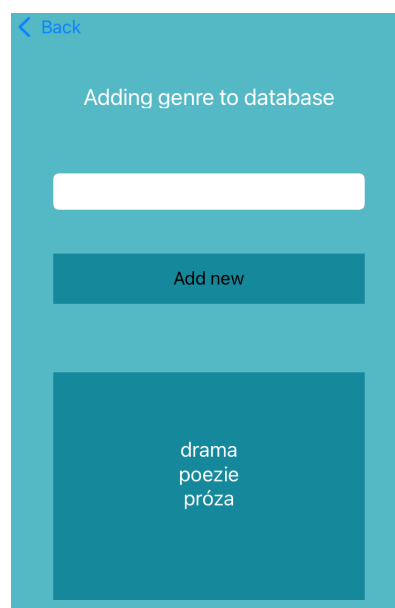 Back
Adding genre to database
Add new
drama
poezie
próza